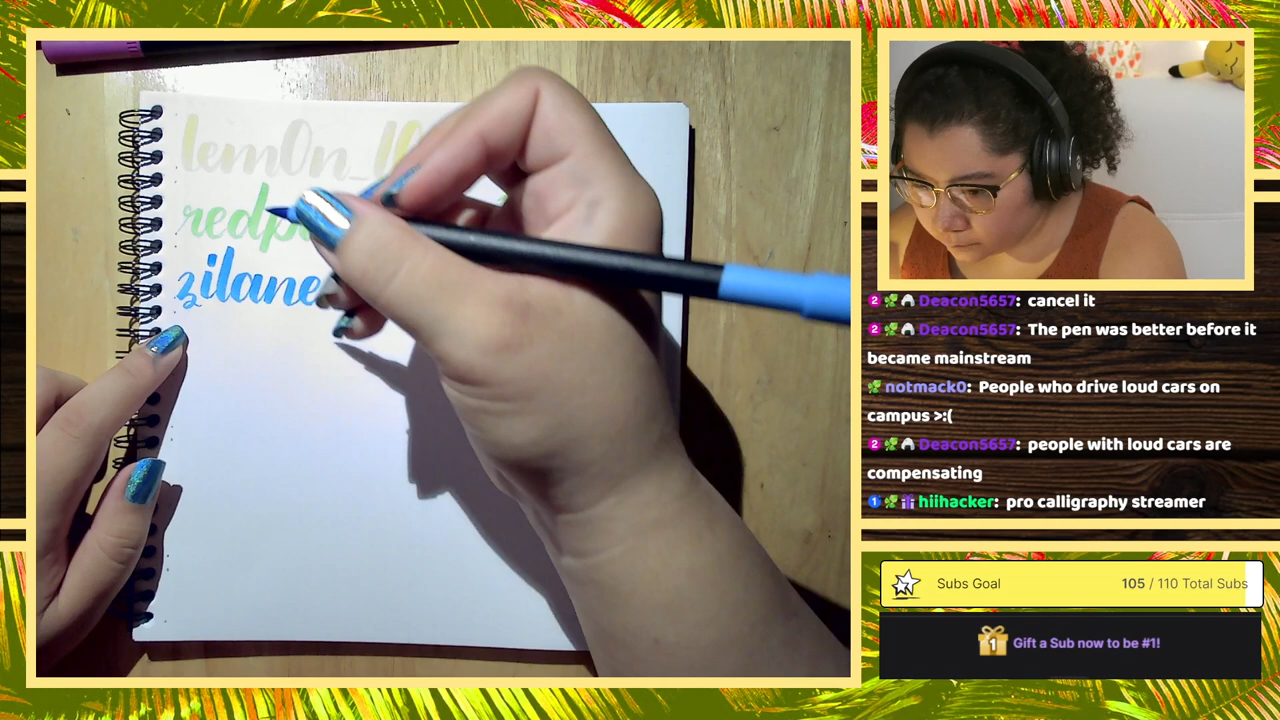 lem0n_l0
redp
zilane
2 Deacon5657: cancel it
2 Deacon5657: The pen was better before it
became mainstream
notmack0: People who drive loud cars on
campus >:(
2 Deacon5657: people with loud cars are
compensating
1 hiihacker: pro calligraphy streamer
Subs Goal 105 / 110 Total Subs
1 Gift a Sub now to be #1!